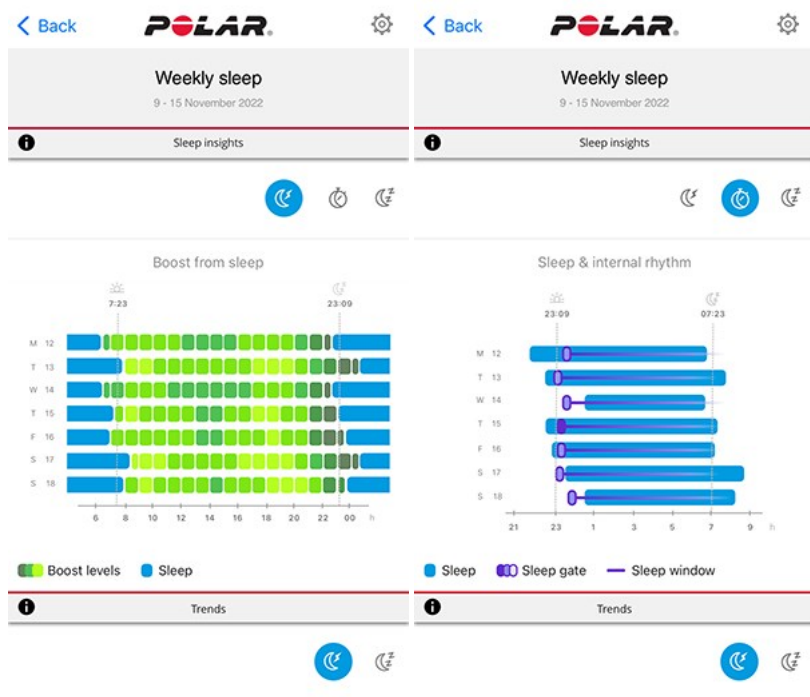 Back
POLAR.
Weekly sleep
9 - 15 November 2022
Sleep insights
Boost from sleep
7:23 23:09
M 12
T 13
W 14
T 15
F 16
S 17
S 18
6 8 10 12 14 16 18 20 22 00 h
Boost levels Sleep
Trends
Back
POLAR.
Weekly sleep
9 - 15 November 2022
Sleep insights
Sleep & internal rhythm
23:09 07:23
M 12
T 13
W 14
T 15
F 16
S 17
S 18
21 23 1 3 5 7 9 h
Sleep Sleep gate Sleep window
Trends